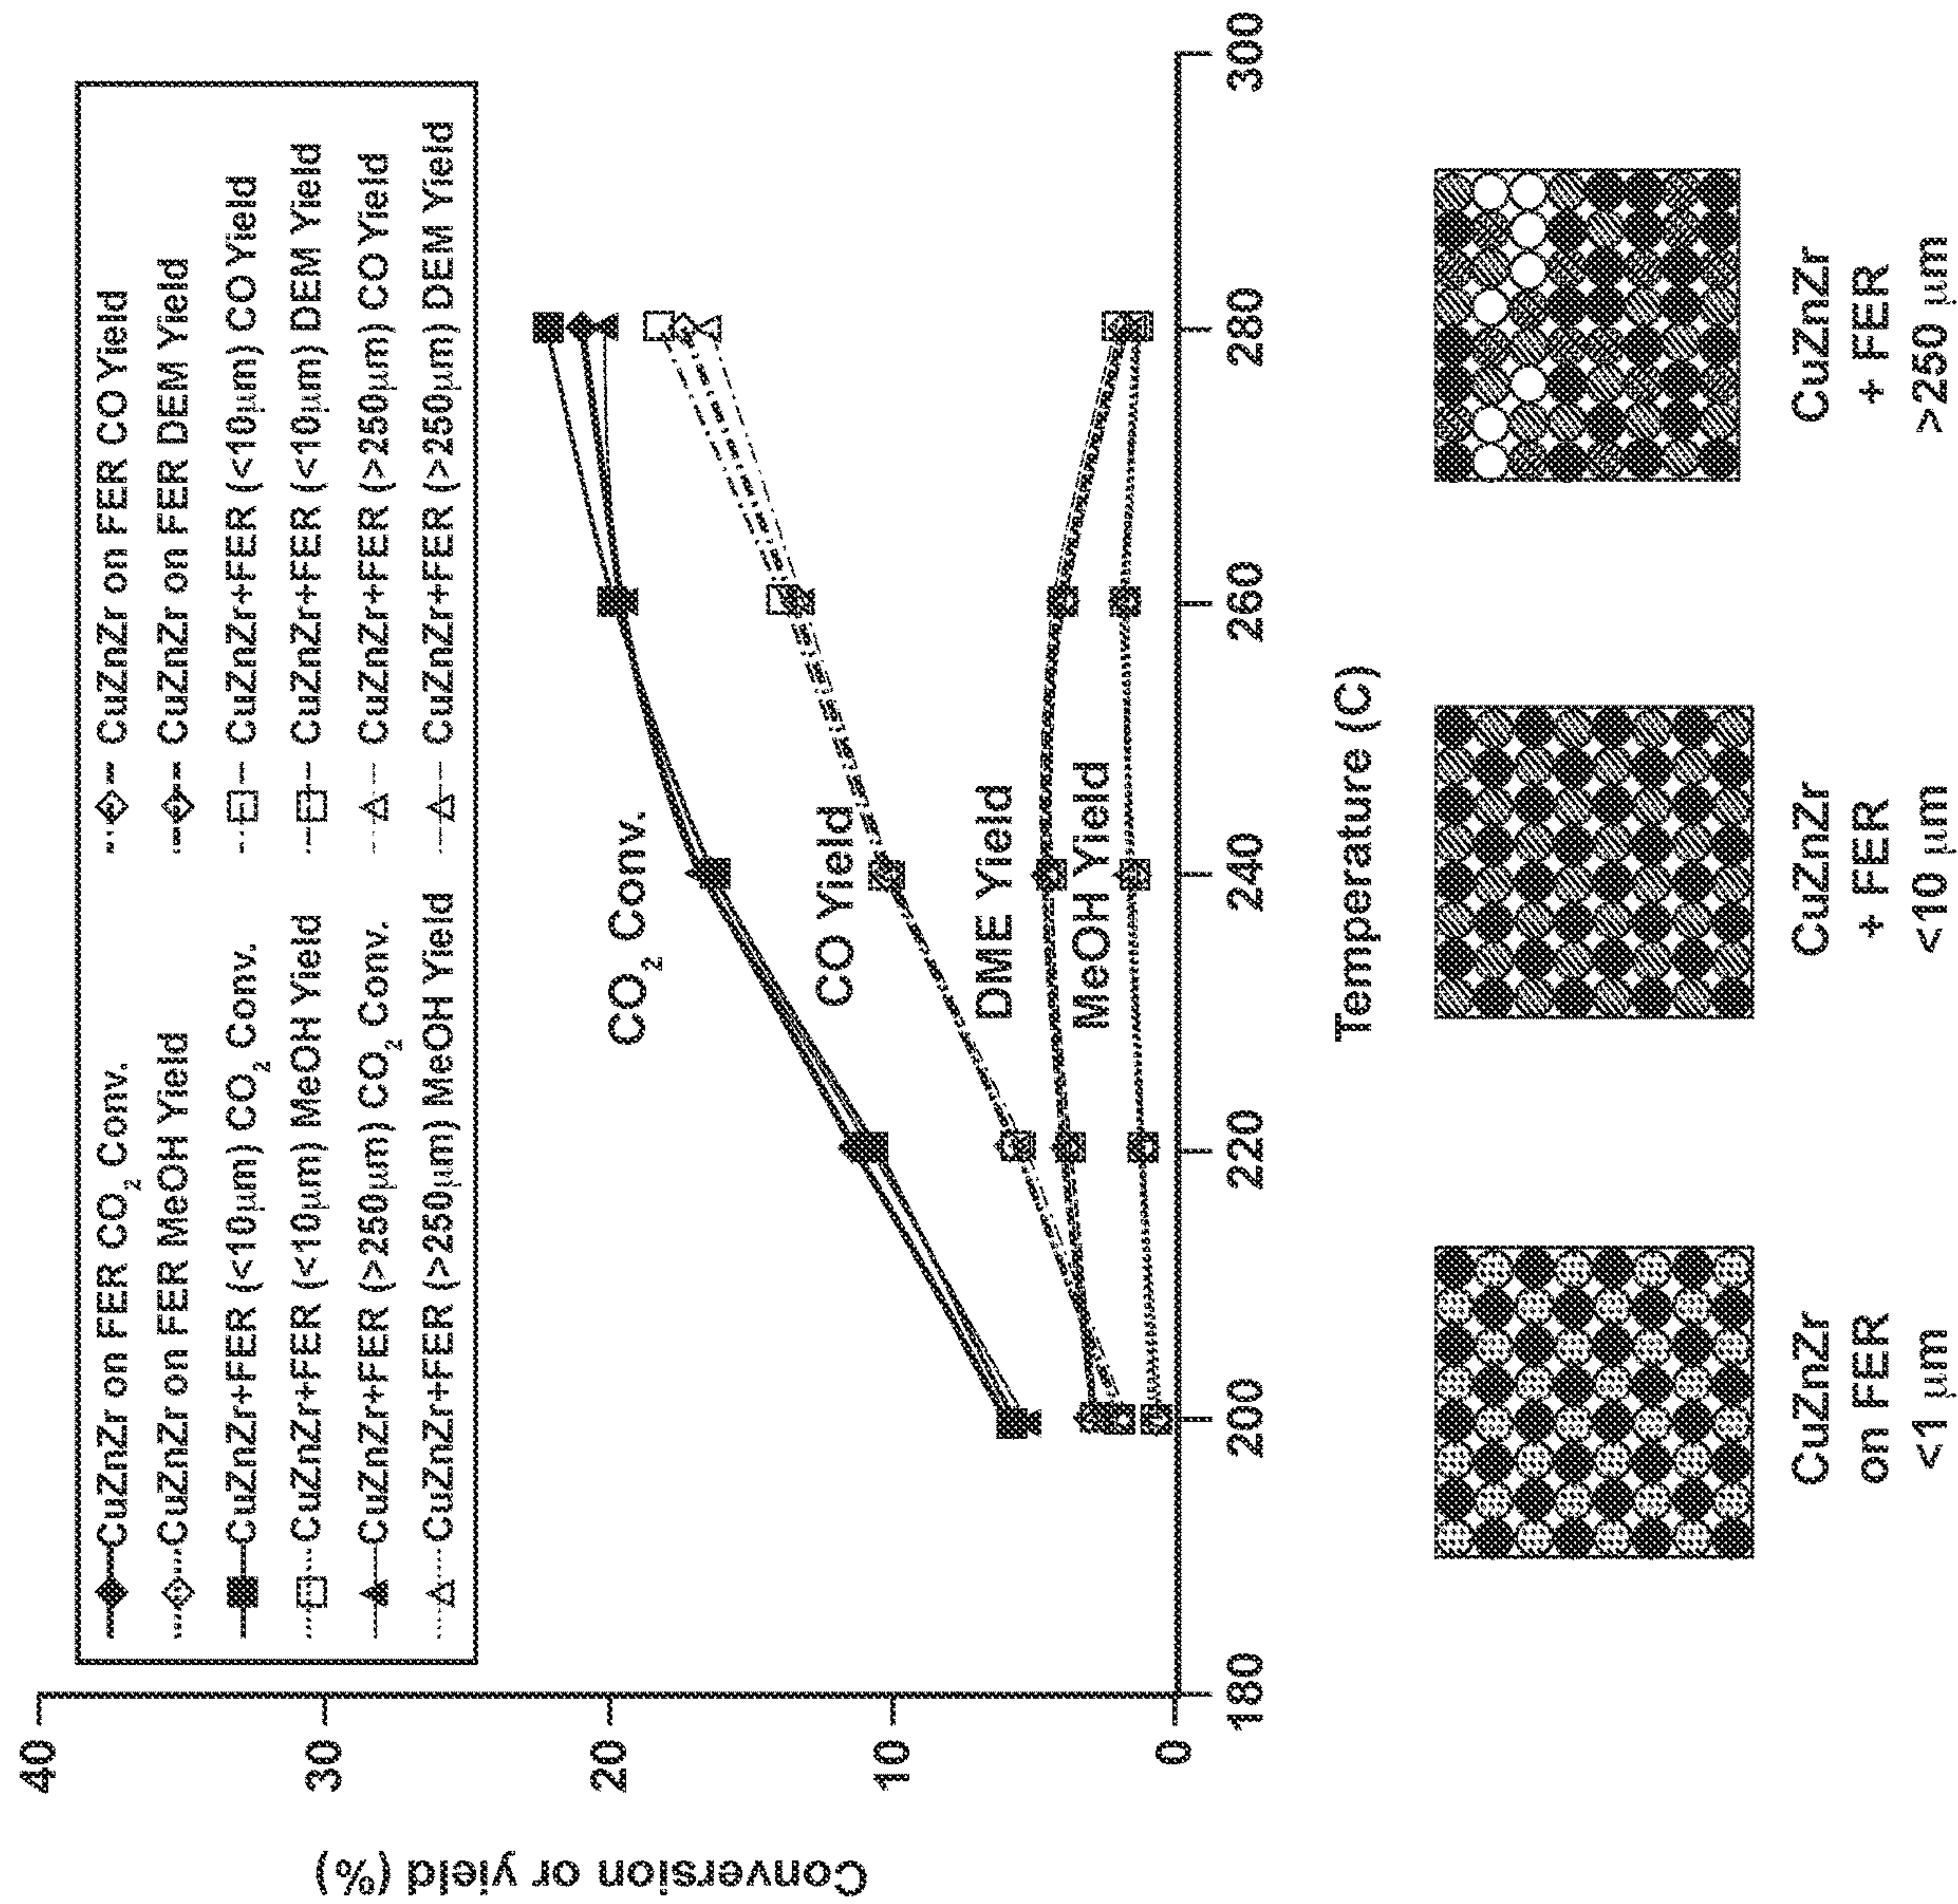 CuZnZr on FER CO₂ Conv.
CuZnZr on FER MeOH Yield
CuZnZr+FER (<10μm) CO₂ Conv.
CuZnZr+FER (<10μm) MeOH Yield
CuZnZr+FER (>250μm) CO₂ Conv.
CuZnZr+FER (>250μm) MeOH Yield
CuZnZr on FER CO Yield
CuZnZr on FER DEM Yield
CuZnZr+FER (<10μm) CO Yield
CuZnZr+FER (<10μm) DEM Yield
CuZnZr+FER (>250μm) CO Yield
CuZnZr+FER (>250μm) DEM Yield
Conversion or yield (%)
40
30
20
10
0
CO₂ Conv.
CO Yield
DME Yield
MeOH Yield
180
200
220
240
260
280
300
Temperature (C)
CuZnZr
on FER
<1 μm
CuZnZr
+ FER
<10 μm
CuZnZr
+ FER
>250 μm